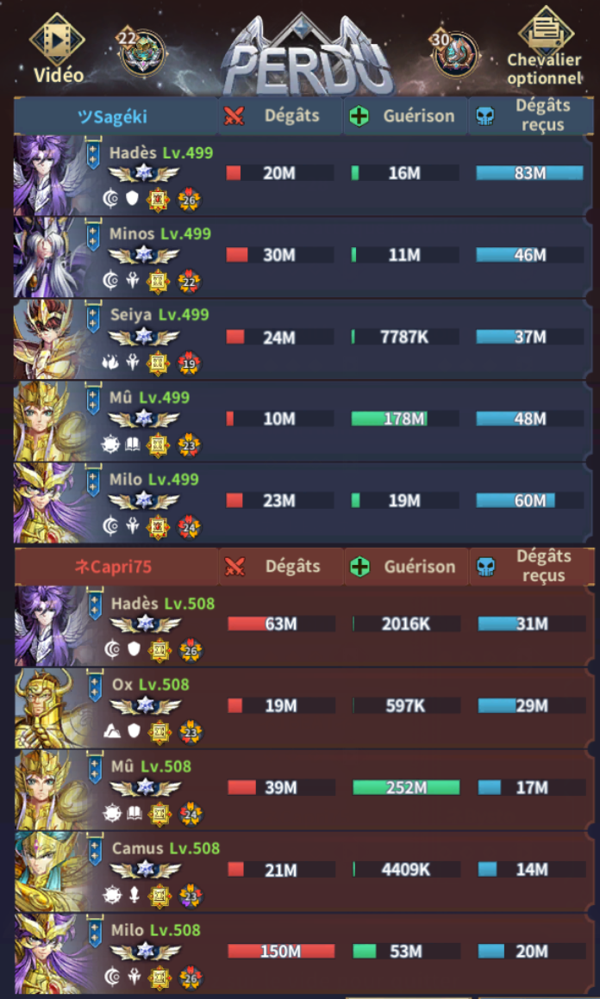 22
PERDU
30
Vidéo
Chevalier
optionnel
ツSagéki
Dégâts
Guérison
Dégâts
reçus
Hadès Lv.499
20M
16M
83M
26
Minos Lv.499
30M
11M
46M
22
Seiya Lv.499
24M
7787K
37M
19
Mû Lv.499
10M
178M
48M
23
Milo Lv.499
23M
19M
60M
24
ネCapri75
Dégâts
Guérison
Dégâts
reçus
Hadès Lv.508
63M
2016K
31M
26
Ox Lv.508
19M
597K
29M
23
Mû Lv.508
39M
252M
17M
24
Camus Lv.508
21M
4409K
14M
23
Milo Lv.508
150M
53M
20M
26